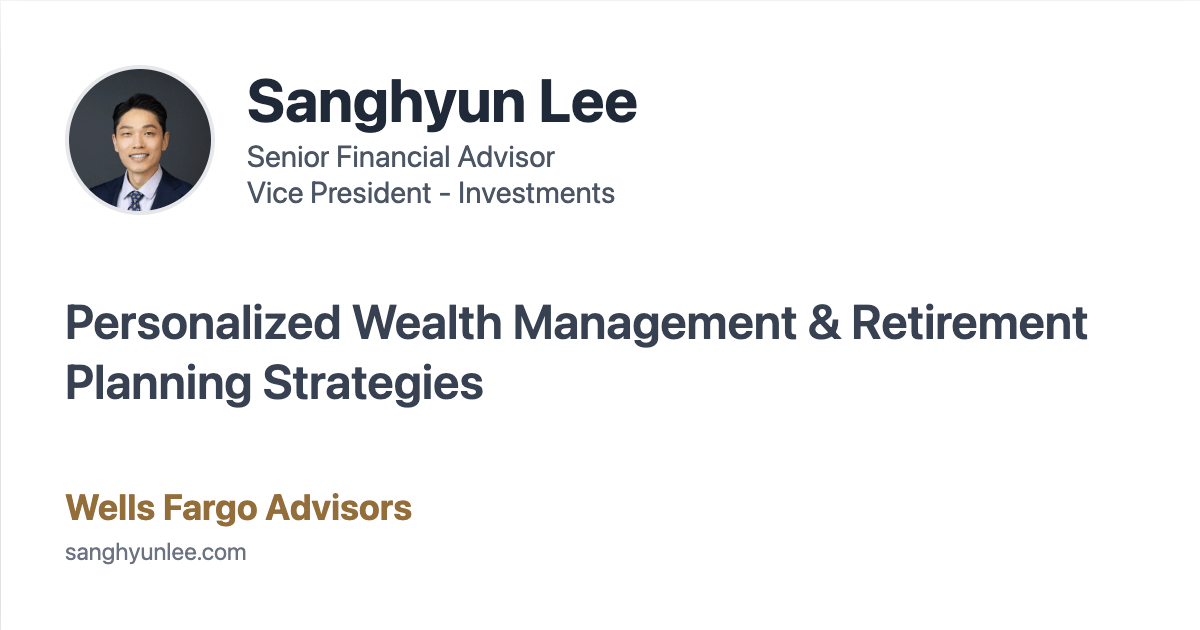 Sanghyun Lee
Senior Financial Advisor
Vice President - Investments
Personalized Wealth Management & Retirement
Planning Strategies
Wells Fargo Advisors
sanghyunlee.com